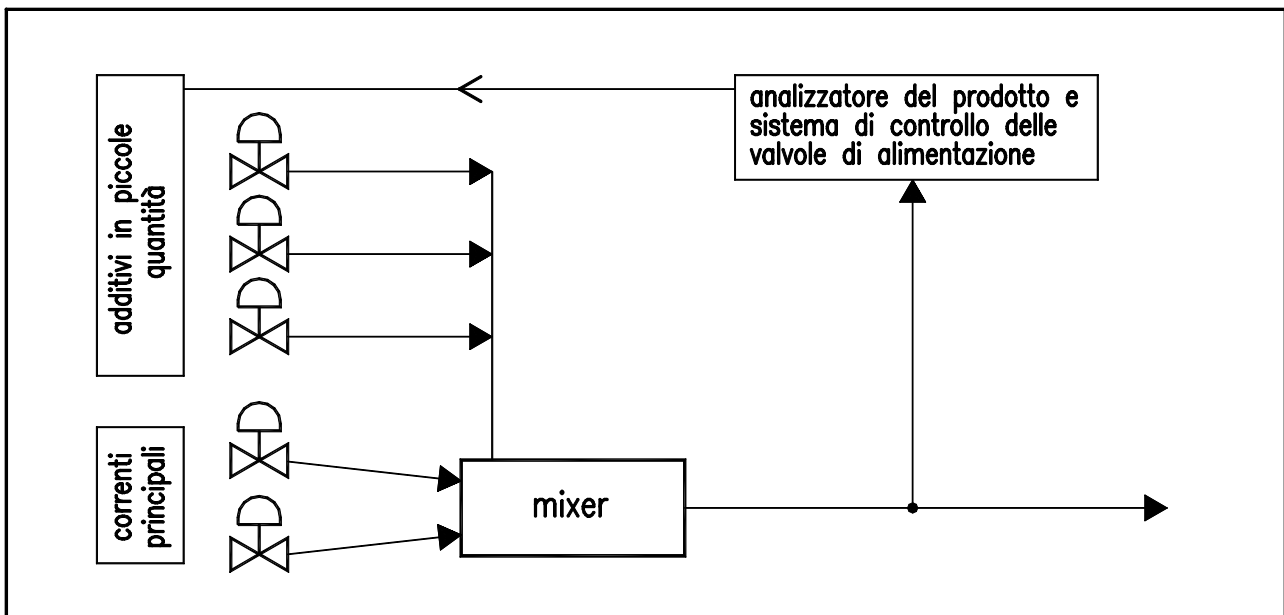 additivi in piccole
quantità
analizzatore del prodotto e
sistema di controllo delle
valvole di alimentazione
correnti
principali
mixer